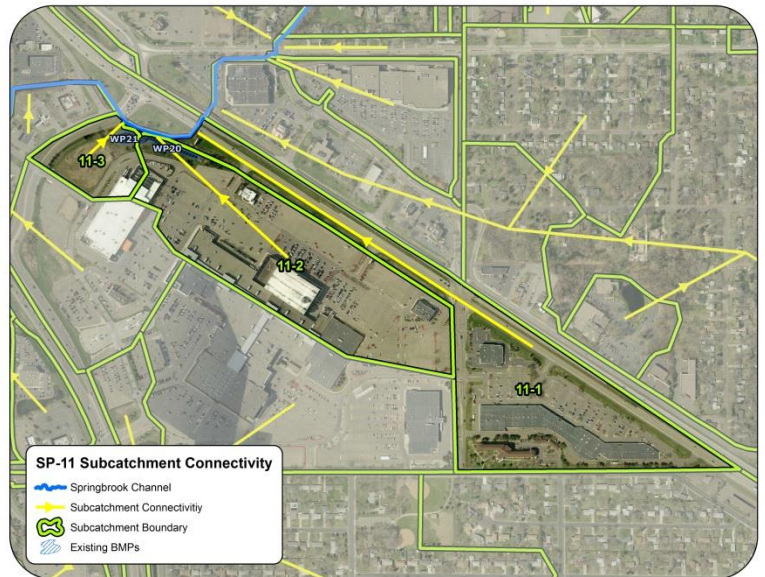 WP21
WP20
11-3
11-2
11-1
SP-11 Subcatchment Connectivity
Springbrook Channel
Subcatchment Connectivitiy
Subcatchment Boundary
Existing BMPs